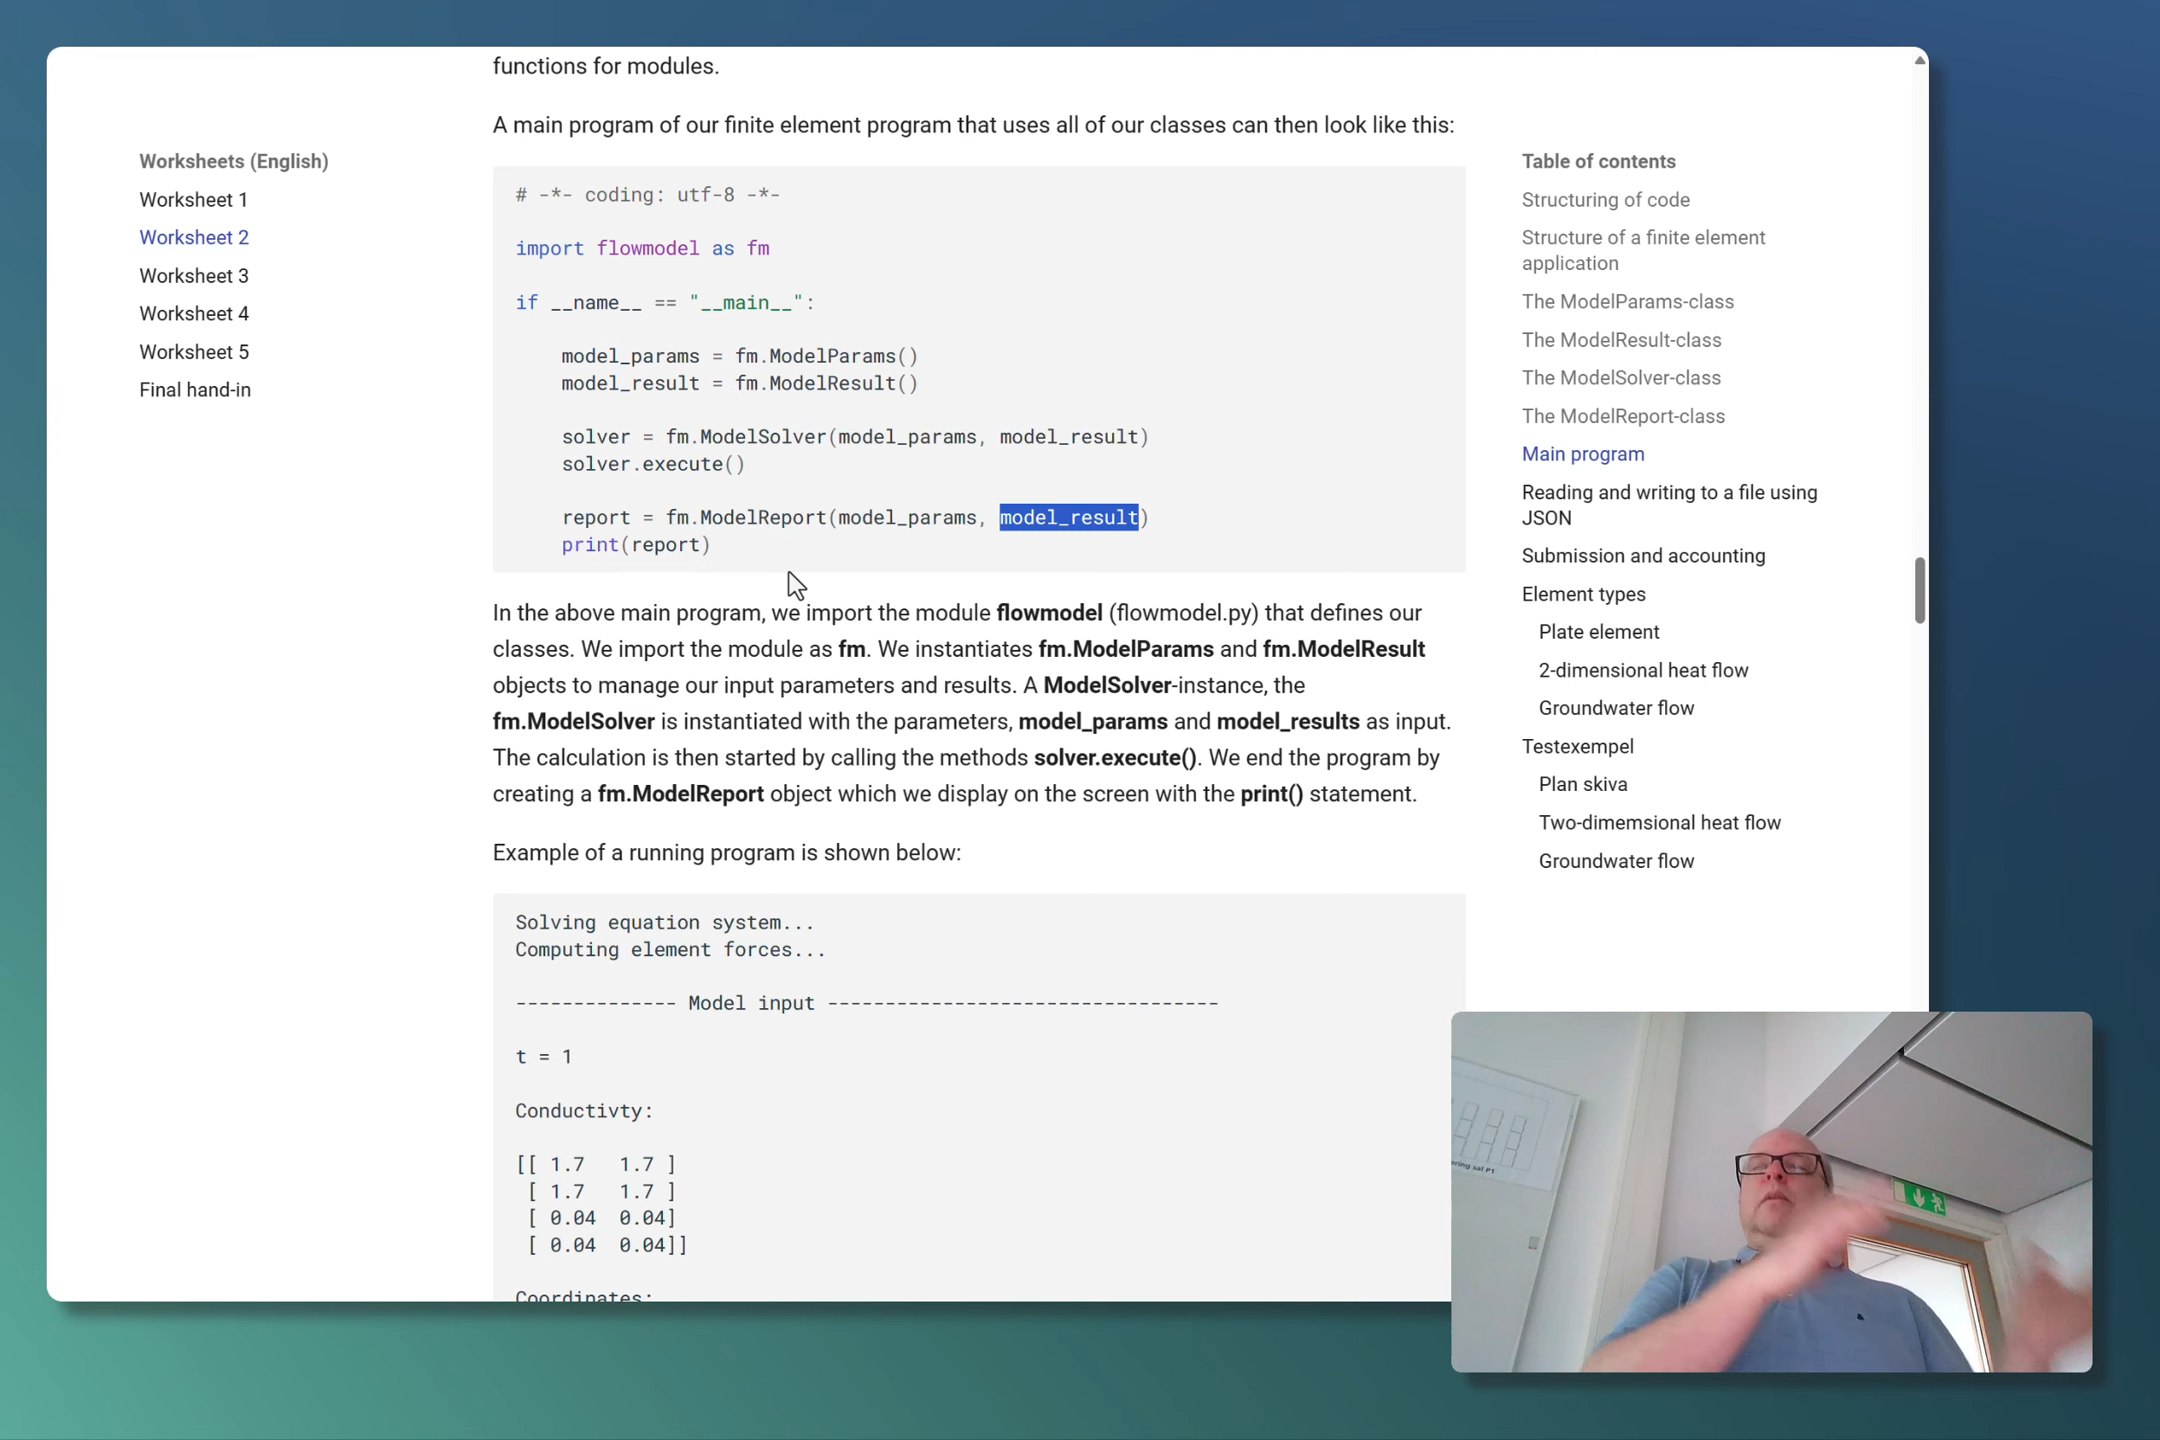 functions for modules.
A main program of our finite element program that uses all of our classes can then look like this:
Worksheets (English)
Worksheet 1
Worksheet 2
Worksheet 3
Worksheet 4
Worksheet 5
Final hand-in
# -*- coding: utf-8 -*-
import flowmodel as fm
if __name__ == "__main__":
model_params = fm.ModelParams()
model_result = fm.ModelResult()
solver = fm.ModelSolver(model_params, model_result)
solver.execute()
report = fm.ModelReport(model_params, model_result)
print(report)
In the above main program, we import the module flowmodel (flowmodel.py) that defines our
classes. We import the module as fm. We instantiates fm.ModelParams and fm.ModelResult
objects to manage our input parameters and results. A ModelSolver-instance, the
fm.ModelSolver is instantiated with the parameters, model_params and model_results as input.
The calculation is then started by calling the methods solver.execute(). We end the program by
creating a fm.ModelReport object which we display on the screen with the print() statement.
Example of a running program is shown below:
Solving equation system...
Computing element forces...
-------------- Model input ----------------------------------
t = 1
Conductivty:
[[ 1.7   1.7 ]
[ 1.7   1.7 ]
[ 0.04  0.04]
[ 0.04  0.04]]
Coordinates:
Table of contents
Structuring of code
Structure of a finite element
application
The ModelParams-class
The ModelResult-class
The ModelSolver-class
The ModelReport-class
Main program
Reading and writing to a file using
JSON
Submission and accounting
Element types
Plate element
2-dimensional heat flow
Groundwater flow
Testexempel
Plan skiva
Two-dimemsional heat flow
Groundwater flow
sal P1